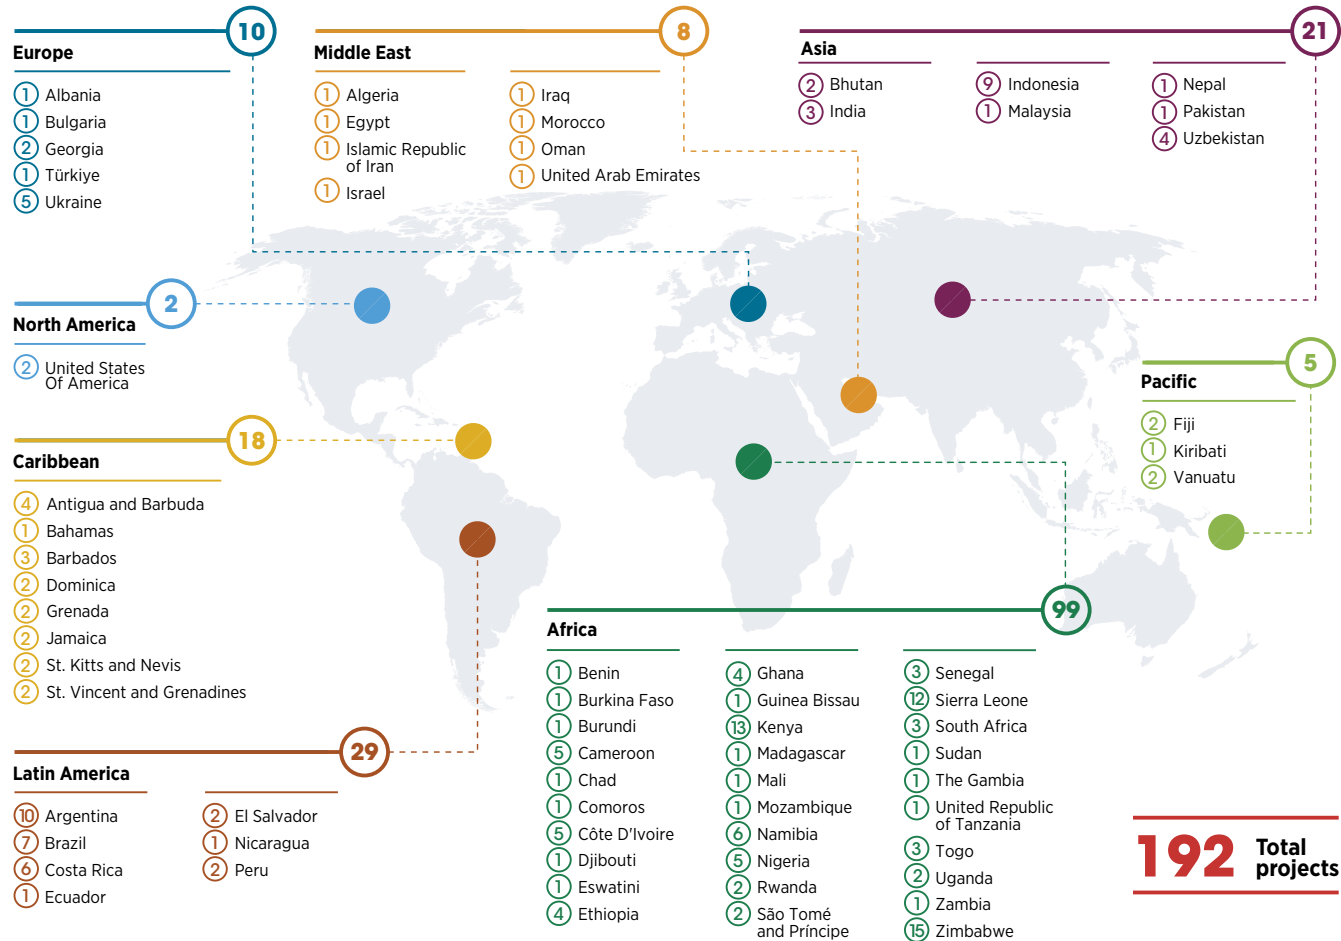 10
Europe
1 Albania
1 Bulgaria
2 Georgia
1 Türkiye
5 Ukraine
8
Middle East
1 Algeria
1 Egypt
1 Islamic Republic
of Iran
1 Israel
1 Iraq
1 Morocco
1 Oman
1 United Arab Emirates
21
Asia
2 Bhutan
3 India
9 Indonesia
1 Malaysia
1 Nepal
1 Pakistan
4 Uzbekistan
2
North America
2 United States
Of America
5
Pacific
2 Fiji
1 Kiribati
2 Vanuatu
18
Caribbean
4 Antigua and Barbuda
1 Bahamas
3 Barbados
2 Dominica
2 Grenada
2 Jamaica
2 St. Kitts and Nevis
2 St. Vincent and Grenadines
29
Latin America
10 Argentina
7 Brazil
6 Costa Rica
1 Ecuador
2 El Salvador
1 Nicaragua
2 Peru
99
Africa
1 Benin
1 Burkina Faso
1 Burundi
5 Cameroon
1 Chad
1 Comoros
5 Côte D'Ivoire
1 Djibouti
1 Eswatini
4 Ethiopia
4 Ghana
1 Guinea Bissau
13 Kenya
1 Madagascar
1 Mali
1 Mozambique
6 Namibia
5 Nigeria
2 Rwanda
2 São Tomé
and Príncipe
3 Senegal
12 Sierra Leone
3 South Africa
1 Sudan
1 The Gambia
1 United Republic
of Tanzania
3 Togo
2 Uganda
1 Zambia
15 Zimbabwe
192 Total
projects